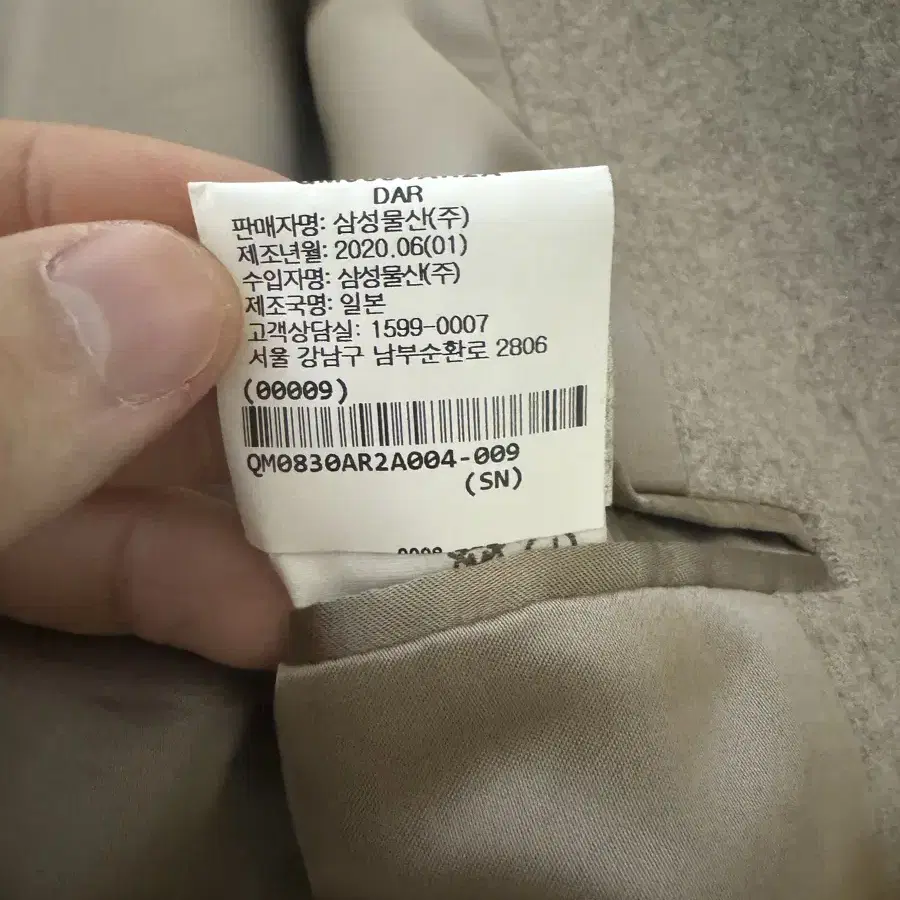 DAR
판매자명: 삼성물산(주)
제조년월: 2020.06(01)
수입자명: 삼성물산(주)
제조국명: 일본
고객상담실: 1599-0007
서울 강남구 남부순환로 2806
(00009)
QM0830AR2A004-009
(SN)